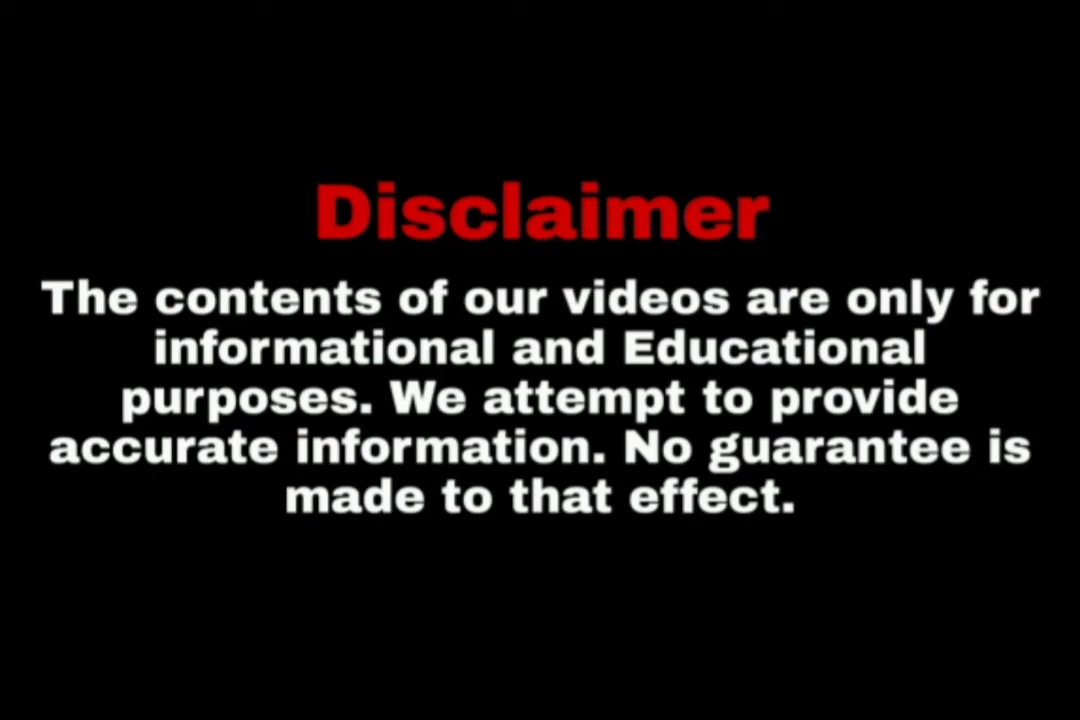 Disclaimer
The contents of our videos are only for
informational and Educational
purposes. We attempt to provide
accurate information. No guarantee is
made to that effect.